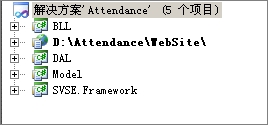 解决方案'Attendance' (5 个项目)
BLL
D:\Attendance\WebSite\
DAL
Model
SVSE.Framework